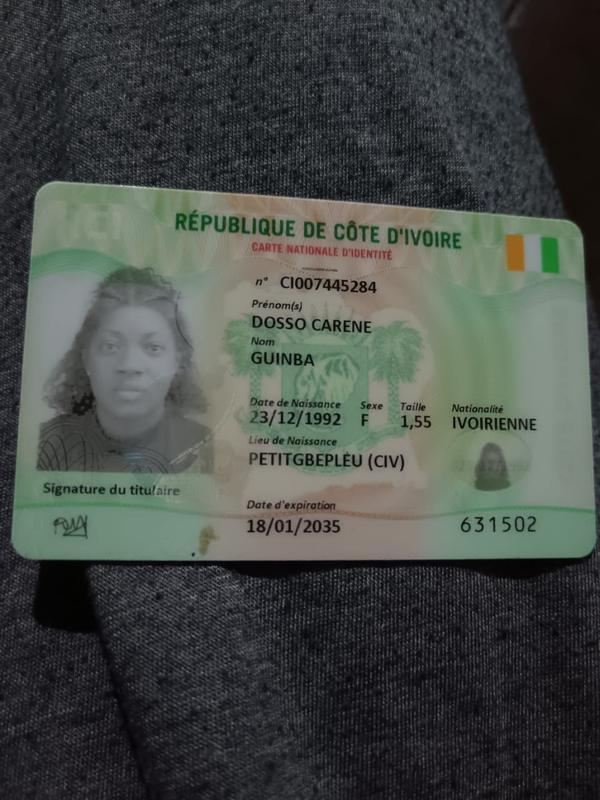 RÉPUBLIQUE DE CÔTE D'IVOIRE
CARTE NATIONALE D'IDENTITÉ
n° CI007445284
Prénom(s)
DOSSO CARENE
Nom
GUINBA
Date de Naissance Sexe Taille Nationalité
23/12/1992 F 1,55 IVOIRIENNE
Lieu de Naissance
PETITGBEPLEU (CIV)
Signature du titulaire
Date d'expiration
18/01/2035
631502